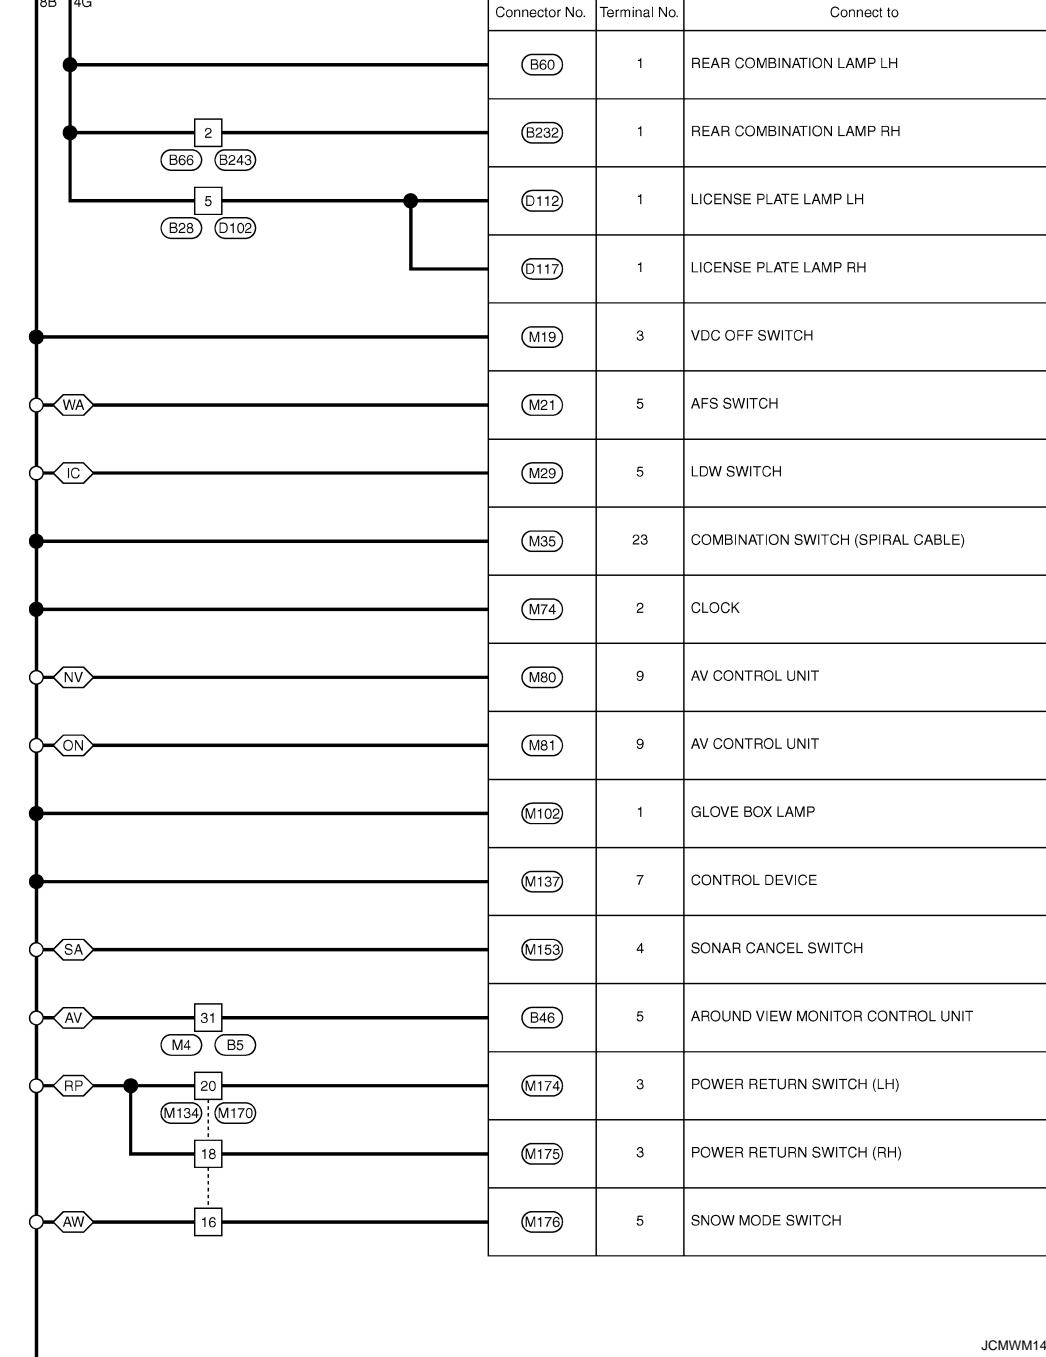 8B 4G
Connector No. Terminal No. Connect to
B60 1 REAR COMBINATION LAMP LH
2 B232 1 REAR COMBINATION LAMP RH
B66 B243
5 D112 1 LICENSE PLATE LAMP LH
B28 D102
D117 1 LICENSE PLATE LAMP RH
M19 3 VDC OFF SWITCH
WA M21 5 AFS SWITCH
IC M29 5 LDW SWITCH
M35 23 COMBINATION SWITCH (SPIRAL CABLE)
M74 2 CLOCK
NV M80 9 AV CONTROL UNIT
ON M81 9 AV CONTROL UNIT
M102 1 GLOVE BOX LAMP
M137 7 CONTROL DEVICE
SA M153 4 SONAR CANCEL SWITCH
AV 31 B46 5 AROUND VIEW MONITOR CONTROL UNIT
M4 B5
RP 20 M174 3 POWER RETURN SWITCH (LH)
M134 M170
18 M175 3 POWER RETURN SWITCH (RH)
AW 16 M176 5 SNOW MODE SWITCH
JCMWM14